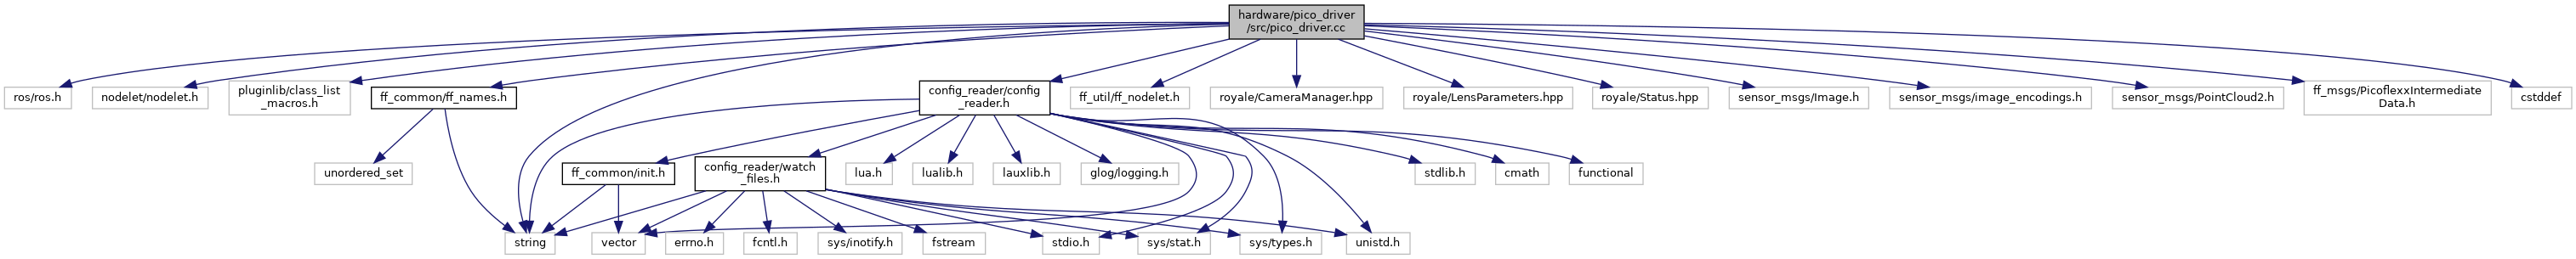 hardware/pico_driver
/src/pico_driver.cc
ros/ros.h
nodelet/nodelet.h
pluginlib/class_list
_macros.h
ff_common/ff_names.h
config_reader/config
_reader.h
ff_util/ff_nodelet.h
royale/CameraManager.hpp
royale/LensParameters.hpp
royale/Status.hpp
sensor_msgs/Image.h
sensor_msgs/image_encodings.h
sensor_msgs/PointCloud2.h
ff_msgs/PicoflexxIntermediate
Data.h
cstddef
unordered_set
ff_common/init.h
config_reader/watch
_files.h
lua.h
lualib.h
lauxlib.h
glog/logging.h
stdlib.h
cmath
functional
string
vector
errno.h
fcntl.h
sys/inotify.h
fstream
stdio.h
sys/stat.h
sys/types.h
unistd.h